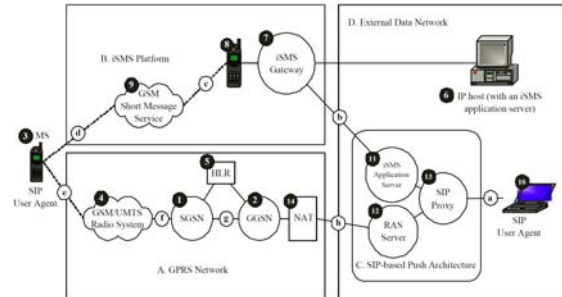 D. External Data Network
8
7
B. iSMS Platform
iSMS
Gateway
9
c
GSM
Short Message
Service
6 IP host (with an iSMS
application server)
b
d
3 MS
SIP
User Agent
e
5
HLR
11
iSMS
Application
Server
13
SIP
Proxy
a
10
SIP
User Agent
4
GSM/UMTS
Radio System
f
1
SGSN
g
2
GGSN
14
NAT
h
12
RAS
Server
A. GPRS Network
C. SIP-based Push Architecture